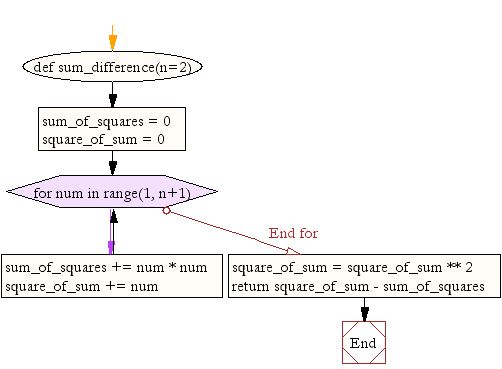 def sum_difference(n=2)
sum_of_squares = 0
square_of_sum = 0
for num in range(1, n+1)
End for
sum_of_squares += num * num
square_of_sum += num
square_of_sum = square_of_sum ** 2
return square_of_sum - sum_of_squares
End